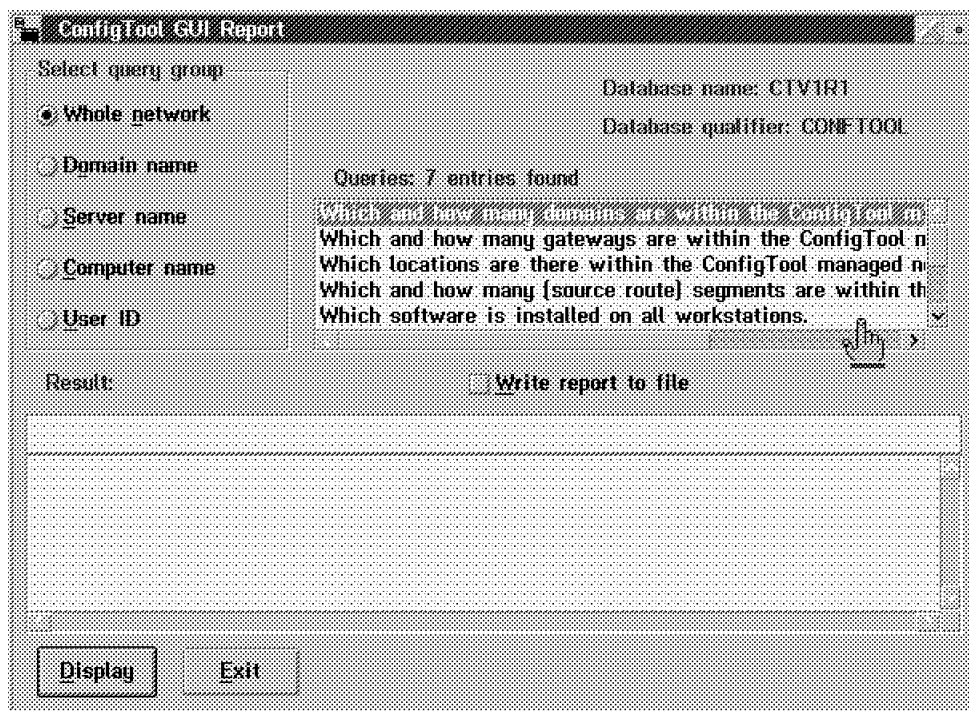 ConfigTool GUI Report
Select query group
Database name: CTV1R1
Whole network
Database qualifier: CONFTOOL
Domain name
Queries: 7 entries found
Server name
Which and how many domains are within the ConfigTool m
Which and how many gateways are within the ConfigTool n
Computer name
Which locations are there within the ConfigTool managed n
Which and how many (source route) segments are within th
User ID
Which software is installed on all workstations.
Result:
Write report to file
Display
Exit